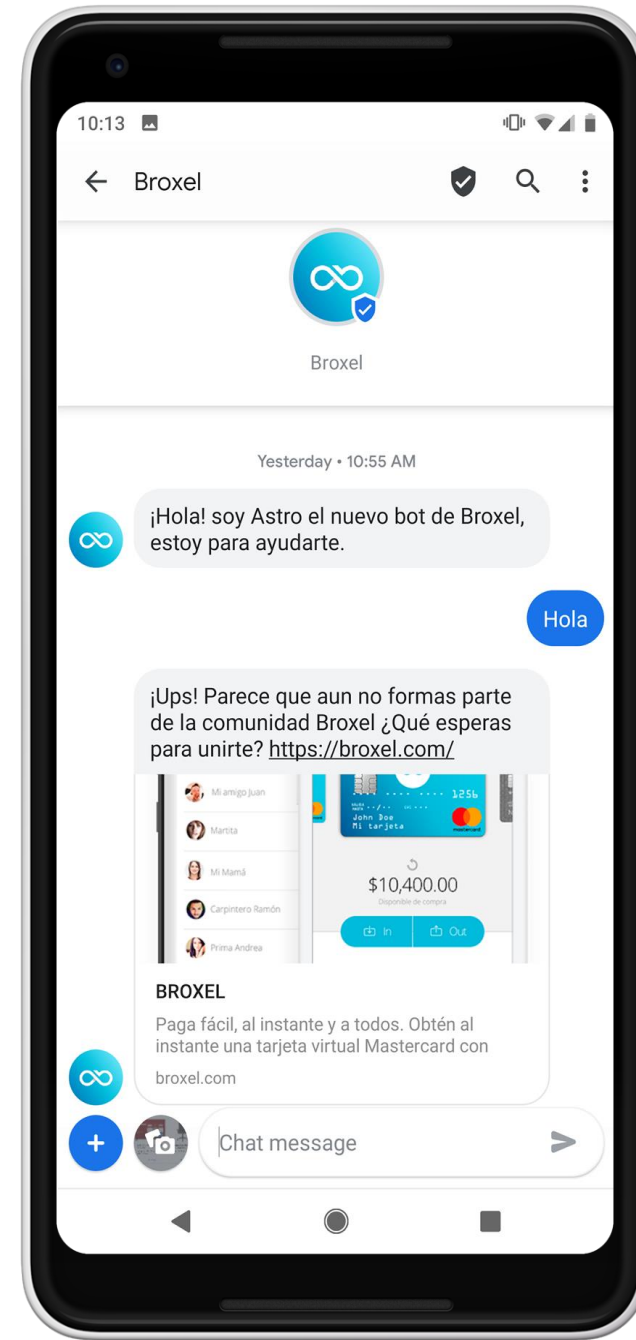 10:13
Broxel
Broxel
Yesterday • 10:55 AM
¡Hola! soy Astro el nuevo bot de Broxel,
estoy para ayudarte.
Hola
¡Ups! Parece que aun no formas parte
de la comunidad Broxel ¿Qué esperas
para unirte? https://broxel.com/
Mi amigo Juan
Martita
Mi Mamá
Carpintero Ramón
Prima Andrea
1256
John Doe
Mi tarjeta
mastercard
$10,400.00
Disponible de compra
In
Out
BROXEL
Paga fácil, al instante y a todos. Obtén al
instante una tarjeta virtual Mastercard con
broxel.com
Chat message